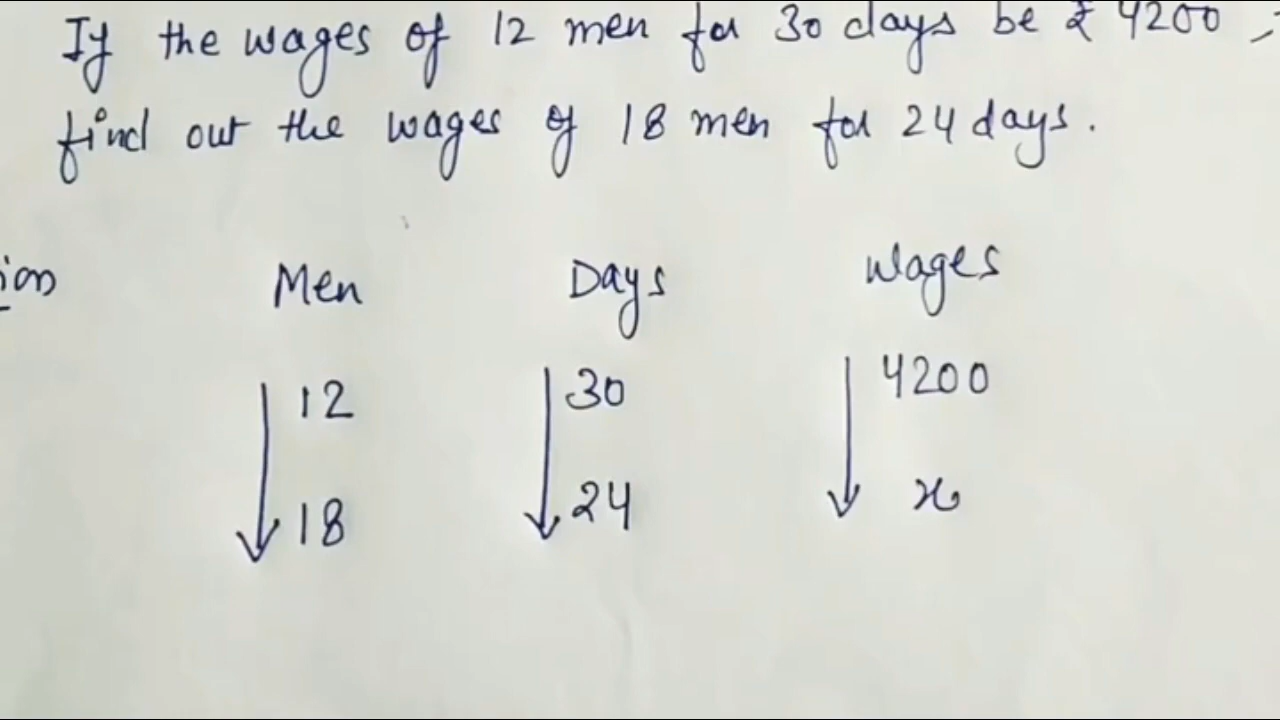 If the wages of 12 men for 30 days be ₹ 4200,
find out the wages of 18 men for 24 days.
Men Days Wages
12 30 4200
18 24 x